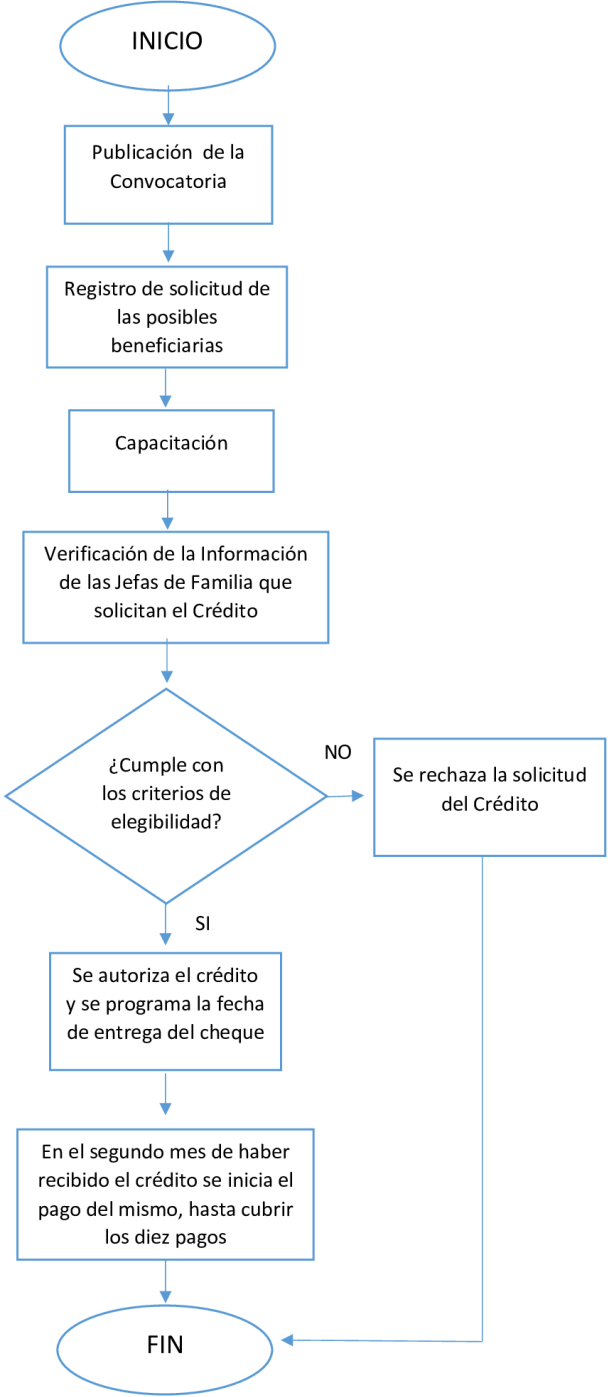 INICIO
Publicación de la
Convocatoria
Registro de solicitud de
las posibles
beneficiarias
Capacitación
Verificación de la Información
de las Jefas de Familia que
solicitan el Crédito
¿Cumple con
los criterios de
elegibilidad?
NO
Se rechaza la solicitud
del Crédito
SI
Se autoriza el crédito
y se programa la fecha
de entrega del cheque
En el segundo mes de haber
recibido el crédito se inicia el
pago del mismo, hasta cubrir
los diez pagos
FIN